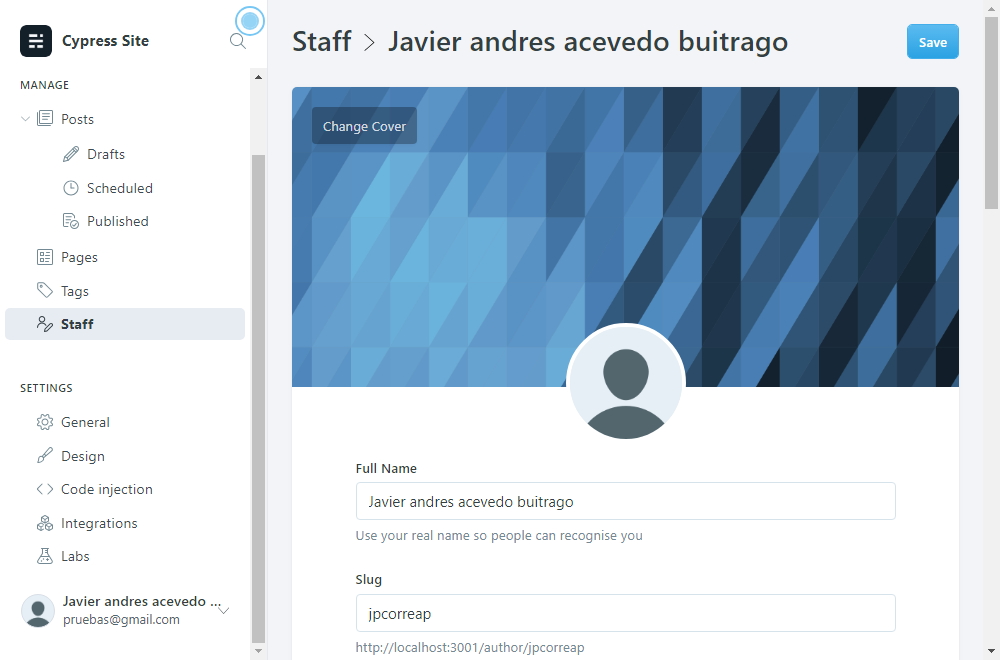 Cypress Site
MANAGE
Posts
Drafts
Scheduled
Published
Pages
Tags
Staff
SETTINGS
General
Design
Code injection
Integrations
Labs
Javier andres acevedo ...
pruebas@gmail.com
Staff > Javier andres acevedo buitrago
Save
Change Cover
Full Name
Javier andres acevedo buitrago
Use your real name so people can recognise you
Slug
jpcorreap
http://localhost:3001/author/jpcorreap